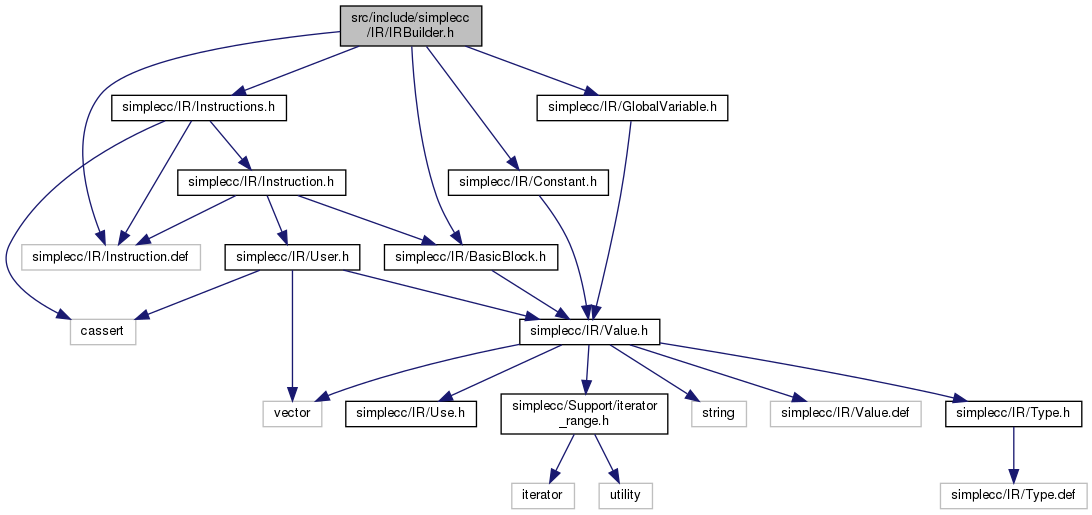 src/include/simplecc
/IR/IRBuilder.h
simplecc/IR/Instructions.h
simplecc/IR/GlobalVariable.h
simplecc/IR/Instruction.h
simplecc/IR/Constant.h
simplecc/IR/Instruction.def
simplecc/IR/User.h
simplecc/IR/BasicBlock.h
cassert
simplecc/IR/Value.h
vector
simplecc/IR/Use.h
simplecc/Support/iterator
_range.h
string
simplecc/IR/Value.def
simplecc/IR/Type.h
iterator
utility
simplecc/IR/Type.def